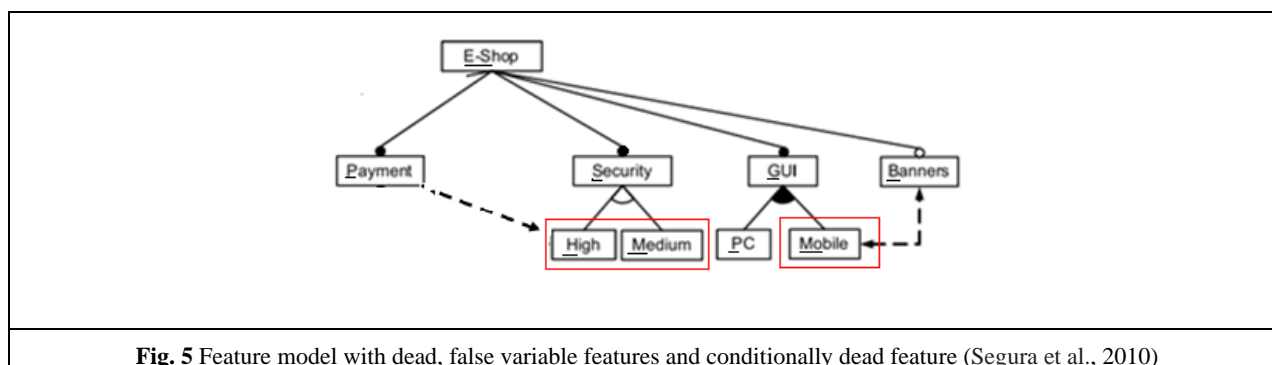 E-Shop
Payment Security GUI Banners
High Medium PC Mobile
Fig. 5 Feature model with dead, false variable features and conditionally dead feature (Segura et al., 2010)